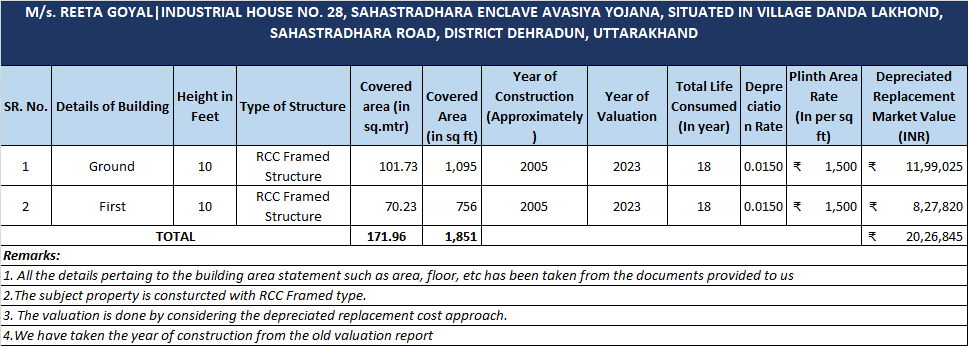 M/s. REETA GOYAL|INDUSTRIAL HOUSE NO. 28, SAHASTRADHARA ENCLAVE AVASIYA YOJANA, SITUATED IN VILLAGE DANDA LAKHOND,
SAHASTRADHARA ROAD, DISTRICT DEHRADUN, UTTARAKHAND
SR. No. Details of Building Height in Feet Type of Structure Covered area (in sq.mtr) Covered Area (in sq ft) Year of Construction (Approximately) Year of Valuation Total Life Consumed (In year) Depreciation Rate Plinth Area Rate (In per sq ft) Depreciated Replacement Market Value (INR)
1 Ground 10 RCC Framed Structure 101.73 1,095 2005 2023 18 0.0150 ₹ 1,500 ₹ 11,99,025
2 First 10 RCC Framed Structure 70.23 756 2005 2023 18 0.0150 ₹ 1,500 ₹ 8,27,820
TOTAL 171.96 1,851 ₹ 20,26,845
Remarks:
1. All the details pertaing to the building area statement such as area, floor, etc has been taken from the documents provided to us
2.The subject property is consturcted with RCC Framed type.
3. The valuation is done by considering the depreciated replacement cost approach.
4.We have taken the year of construction from the old valuation report